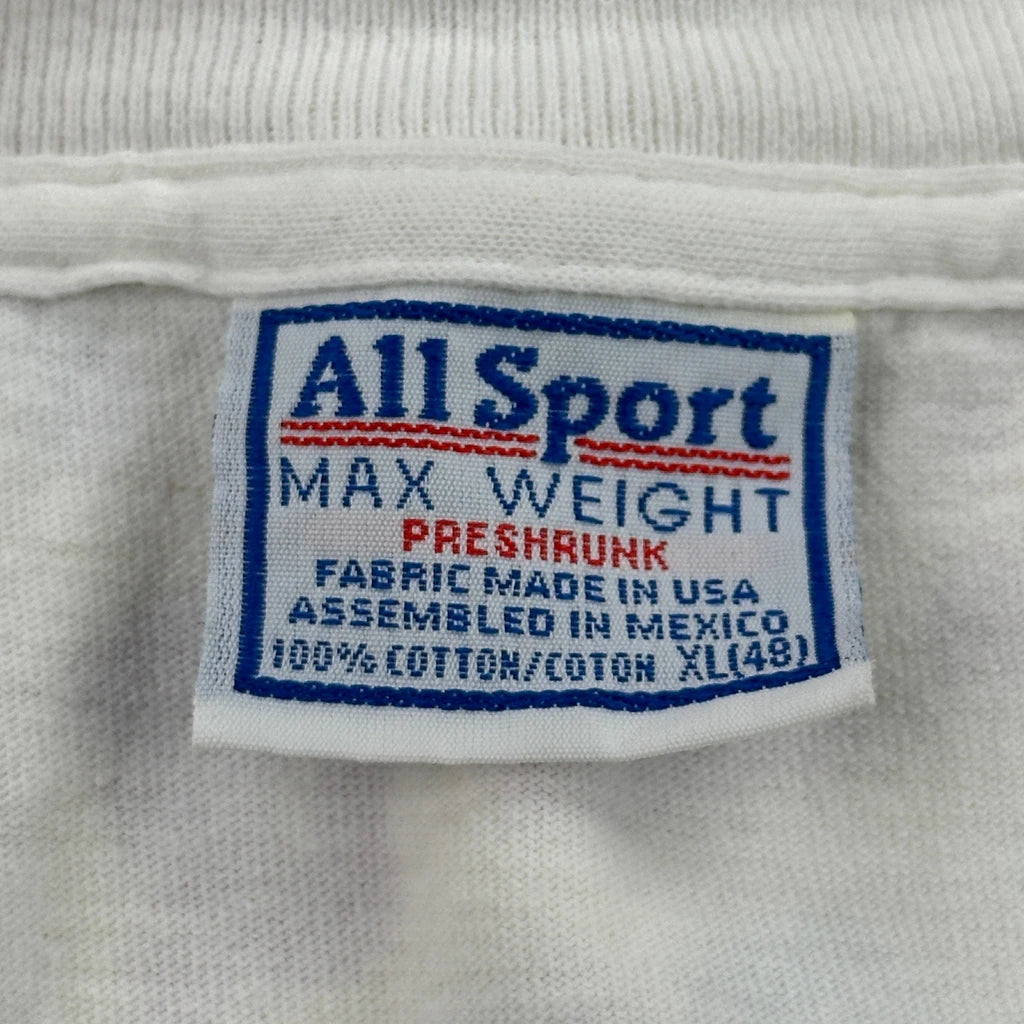 All Sport
MAX WEIGHT
PRESHRUNK
FABRIC MADE IN USA
ASSEMBLED IN MEXICO
100% COTTON/COTON XL(48)